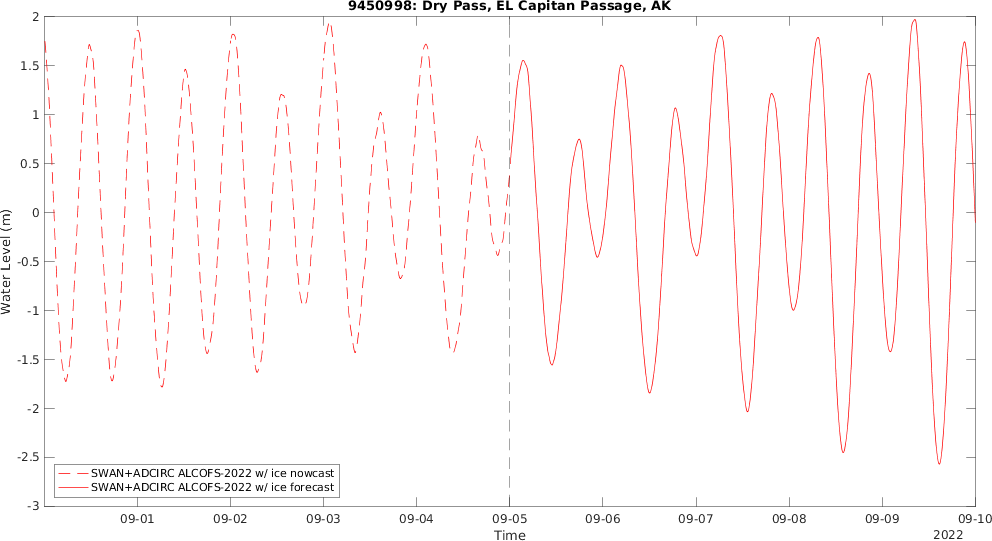 9450998: Dry Pass, EL Capitan Passage, AK
2
1.5
1
0.5
0
-0.5
-1
-1.5
-2
-2.5
-3
Water Level (m)
SWAN+ADCIRC ALCOFS-2022 w/ ice nowcast
SWAN+ADCIRC ALCOFS-2022 w/ ice forecast
09-01 09-02 09-03 09-04 09-05 09-06 09-07 09-08 09-09 09-10
Time
2022